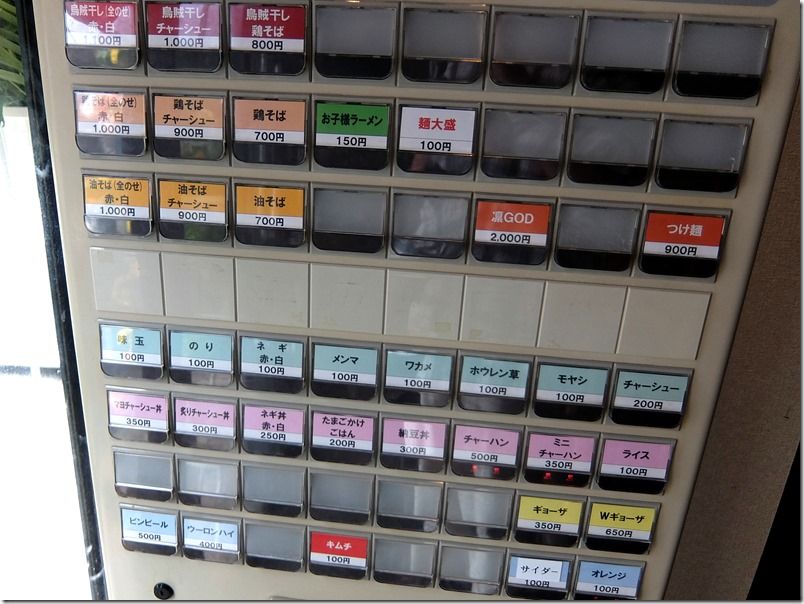 烏賊干し(全のせ)
赤・白
1,100円
烏賊干し
チャーシュー
1.000円
烏賊干し
鶏そば
800円
鶏そば(全のせ)
赤・白
1.000円
鶏そば
チャーシュー
900円
鶏そば
700円
お子様ラーメン
150円
麺大盛
100円
油そば(全のせ)
赤・白
1.000円
油そば
チャーシュー
900円
油そば
700円
凛GOD
2.000円
つけ麺
900円
味玉
100円
のり
100円
ネギ
赤・白
100円
メンマ
100円
ワカメ
100円
ホウレン草
100円
モヤシ
100円
チャーシュー
200円
マヨチャーシュー丼
350円
炙りチャーシュー丼
300円
ネギ丼
赤・白
250円
たまごかけ
ごはん
200円
納豆丼
300円
チャーハン
500円
ミニ
チャーハン
350円
ライス
100円
ギョーザ
350円
Wギョーザ
650円
ビンビール
500円
ウーロンハイ
400円
キムチ
100円
サイダー
100円
オレンジ
100円